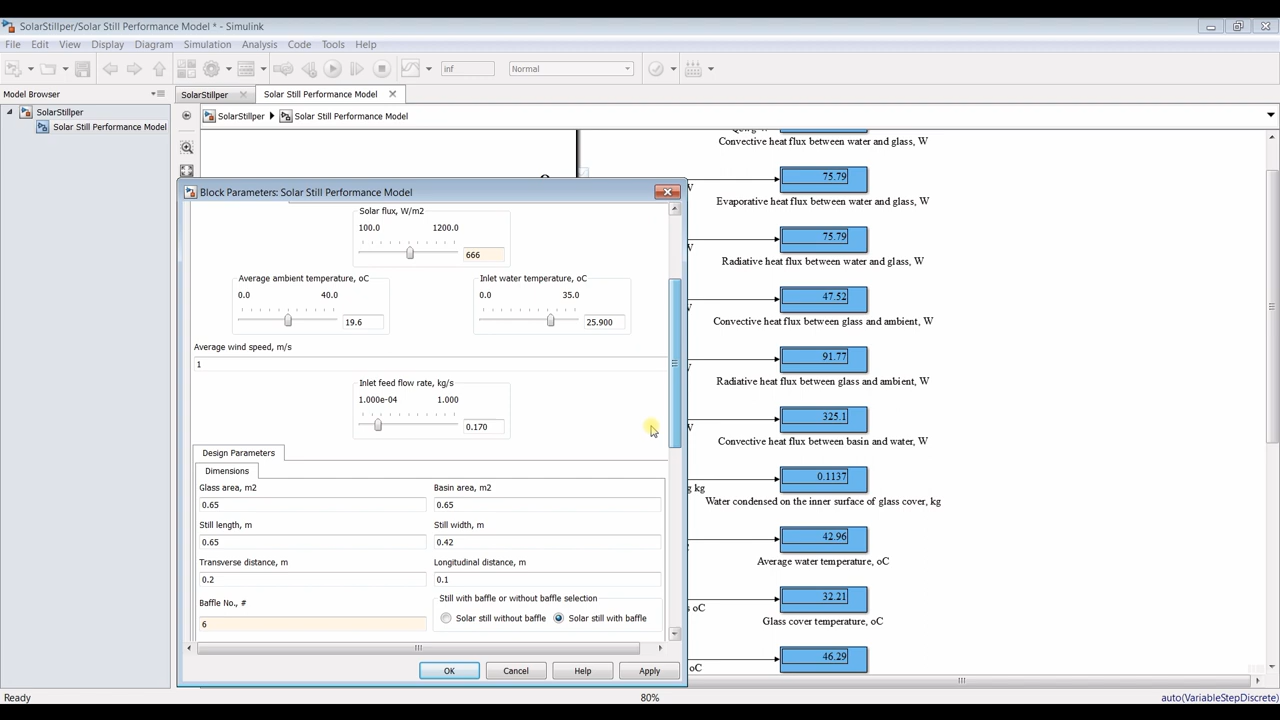 SolarStillper/Solar Still Performance Model * - Simulink
File Edit View Display Diagram Simulation Analysis Code Tools Help
inf
Normal
Model Browser
SolarStillper
Solar Still Performance Model
SolarStillper
Solar Still Performance Model
SolarStillper
Solar Still Performance Model
Convective heat flux between water and glass, W
75.79
Evaporative heat flux between water and glass, W
75.79
Radiative heat flux between water and glass, W
47.52
Convective heat flux between glass and ambient, W
91.77
Radiative heat flux between glass and ambient, W
325.1
Convective heat flux between basin and water, W
0.1137
Water condensed on the inner surface of glass cover, kg
42.96
Average water temperature, oC
32.21
Glass cover temperature, oC
46.29
W
W
W
W
W
g kg
s oC
oC
Block Parameters: Solar Still Performance Model
Solar flux, W/m2
100.0 1200.0
666
Average ambient temperature, oC
0.0 40.0
19.6
Inlet water temperature, oC
0.0 35.0
25.900
Average wind speed, m/s
1
Inlet feed flow rate, kg/s
1.000e-04 1.000
0.170
Design Parameters
Dimensions
Glass area, m2
0.65
Basin area, m2
0.65
Still length, m
0.65
Still width, m
0.42
Transverse distance, m
0.2
Longitudinal distance, m
0.1
Baffle No., #
6
Still with baffle or without baffle selection
Solar still without baffle
Solar still with baffle
OK Cancel Help Apply
Ready
80%
auto(VariableStepDiscrete)